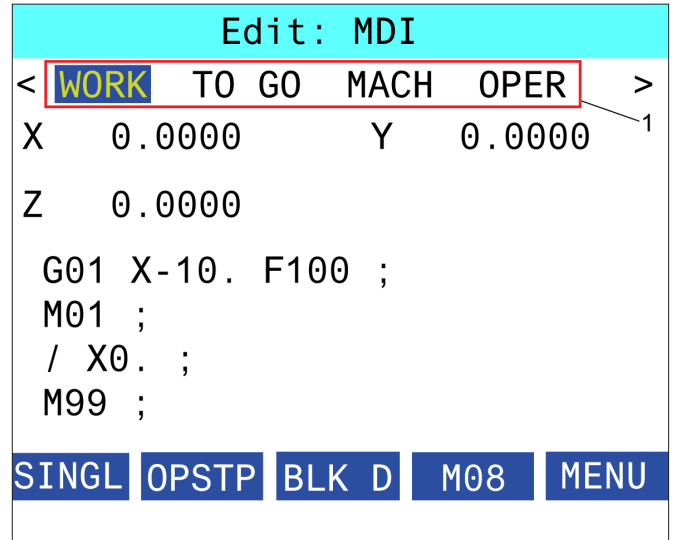 Edit: MDI
< WORK TO GO MACH OPER >
1
X 0.0000 Y 0.0000
Z 0.0000
G01 X-10. F100 ;
M01 ;
/ X0. ;
M99 ;
SINGL OPSTP BLK D M08 MENU